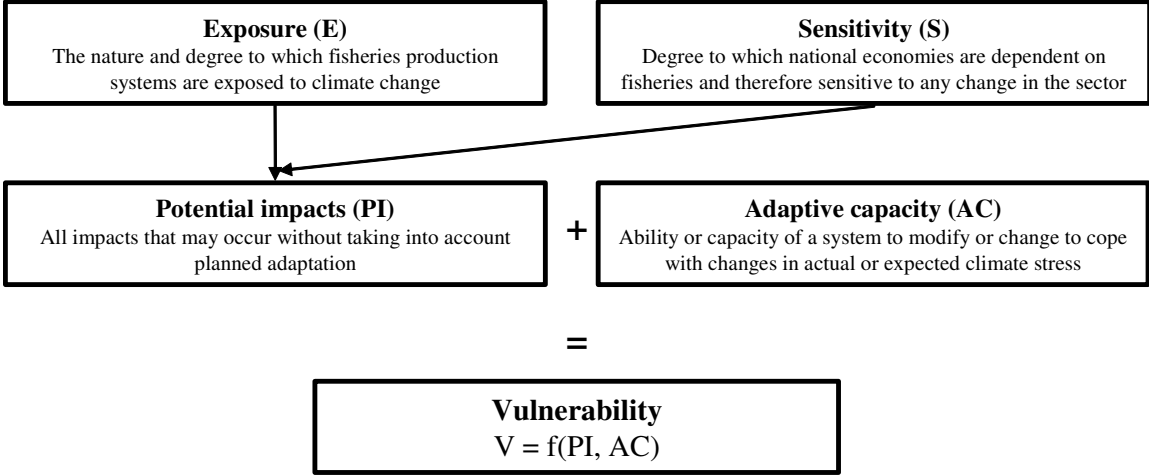 Exposure (E)
The nature and degree to which fisheries production
systems are exposed to climate change
Sensitivity (S)
Degree to which national economies are dependent on
fisheries and therefore sensitive to any change in the sector
Potential impacts (PI)
All impacts that may occur without taking into account
planned adaptation
+
Adaptive capacity (AC)
Ability or capacity of a system to modify or change to cope
with changes in actual or expected climate stress
=
Vulnerability
V = f(PI, AC)